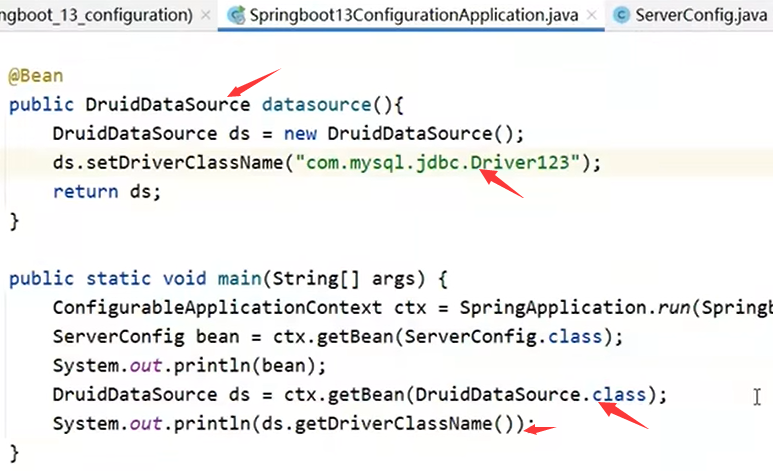 ngboot_13_configuration) × Springboot13ConfigurationApplication.java × ServerConfig.java
@Bean
public DruidDataSource datasource(){
DruidDataSource ds = new DruidDataSource();
ds.setDriverClassName("com.mysql.jdbc.Driver123");
return ds;
}
public static void main(String[] args) {
ConfigurableApplicationContext ctx = SpringApplication.run(Springb
ServerConfig bean = ctx.getBean(ServerConfig.class);
System.out.println(bean);
DruidDataSource ds = ctx.getBean(DruidDataSource.class);
System.out.println(ds.getDriverClassName());
}